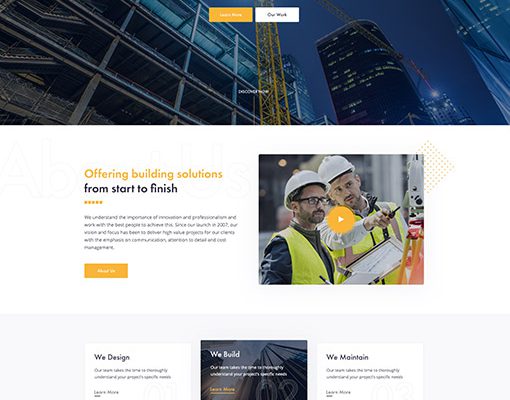 Learn More
Our Work
DISCOVER NOW
About Us
Offering building solutions
from start to finish
We understand the importance of innovation and professionalism and
work with the best people to achieve this. Since our launch in 2007, our
vision and focus has been to deliver high value projects for our clients
with the emphasis on communication, attention to detail and cost
management.
About Us
We Design
Our team takes the time to thoroughly
understand your project's specific needs
Learn More
01
We Build
Our team takes the time to thoroughly
understand your project's specific needs
Learn More
02
We Maintain
Our team takes the time to thoroughly
understand your project's specific needs
Learn More
03